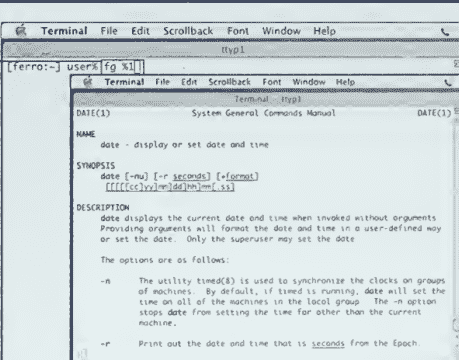 Terminal File Edit Scrollback Font Window Help
ttyp1
[ferro:~] user% fg %1
Terminal File Edit Scrollback Font Window Help
Terminal ttyp1
DATE(1) System General Commands Manual DATE(1)
NAME
date - display or set date and time
SYNOPSIS
date [-nu] [-r seconds] [+format]
[[[[[cc]yy]mm]dd]hh]mm[.ss]
DESCRIPTION
date displays the current date and time when invoked without arguments
Providing arguments will format the date and time in a user-defined way
or set the date. Only the superuser may set the date
The options are as follows:
-n The utility timed(8) is used to synchronize the clocks on groups
of machines. By default, if timed is running, date will set the
time on all of the machines in the local group The -n option
stops date from setting the time for other than the current
machine.
-r Print out the date and time that is seconds from the Epoch.